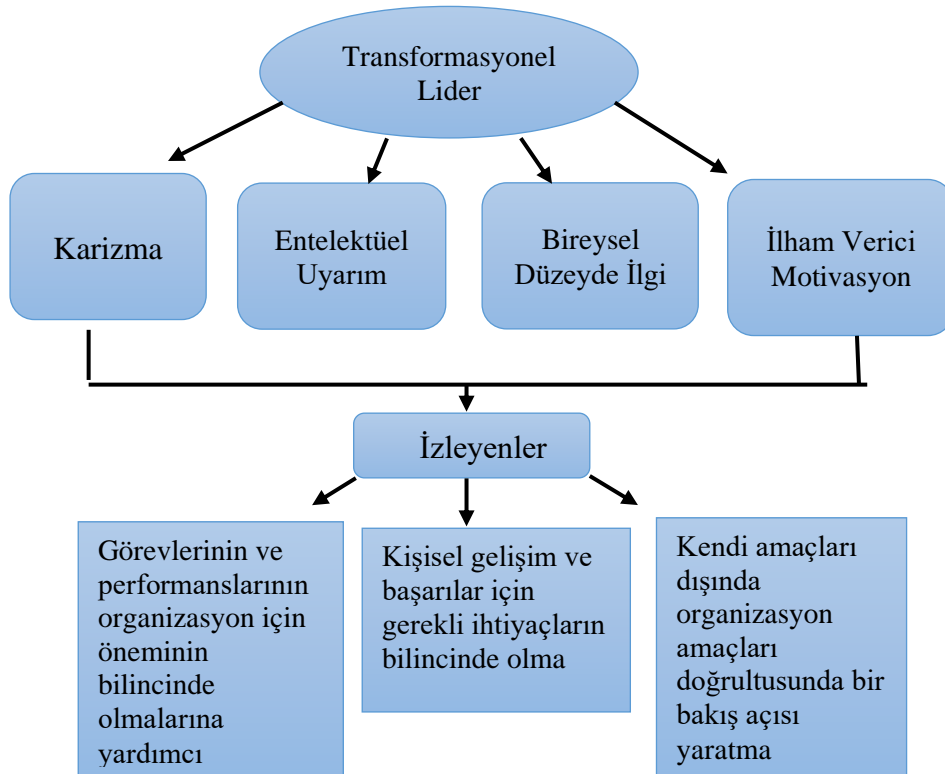 Transformasyonel
Lider
Karizma
Entelektüel
Uyarım
Bireysel
Düzeyde İlgi
İlham Verici
Motivasyon
İzleyenler
Görevlerinin ve
performanslarının
organizasyon için
öneminin
bilincinde
olmalarına
yardımcı
Kişisel gelişim ve
başarılar için
gerekli ihtiyaçların
bilincinde olma
Kendi amaçları
dışında
organizasyon
amaçları
doğrultusunda bir
bakış açısı
yaratma